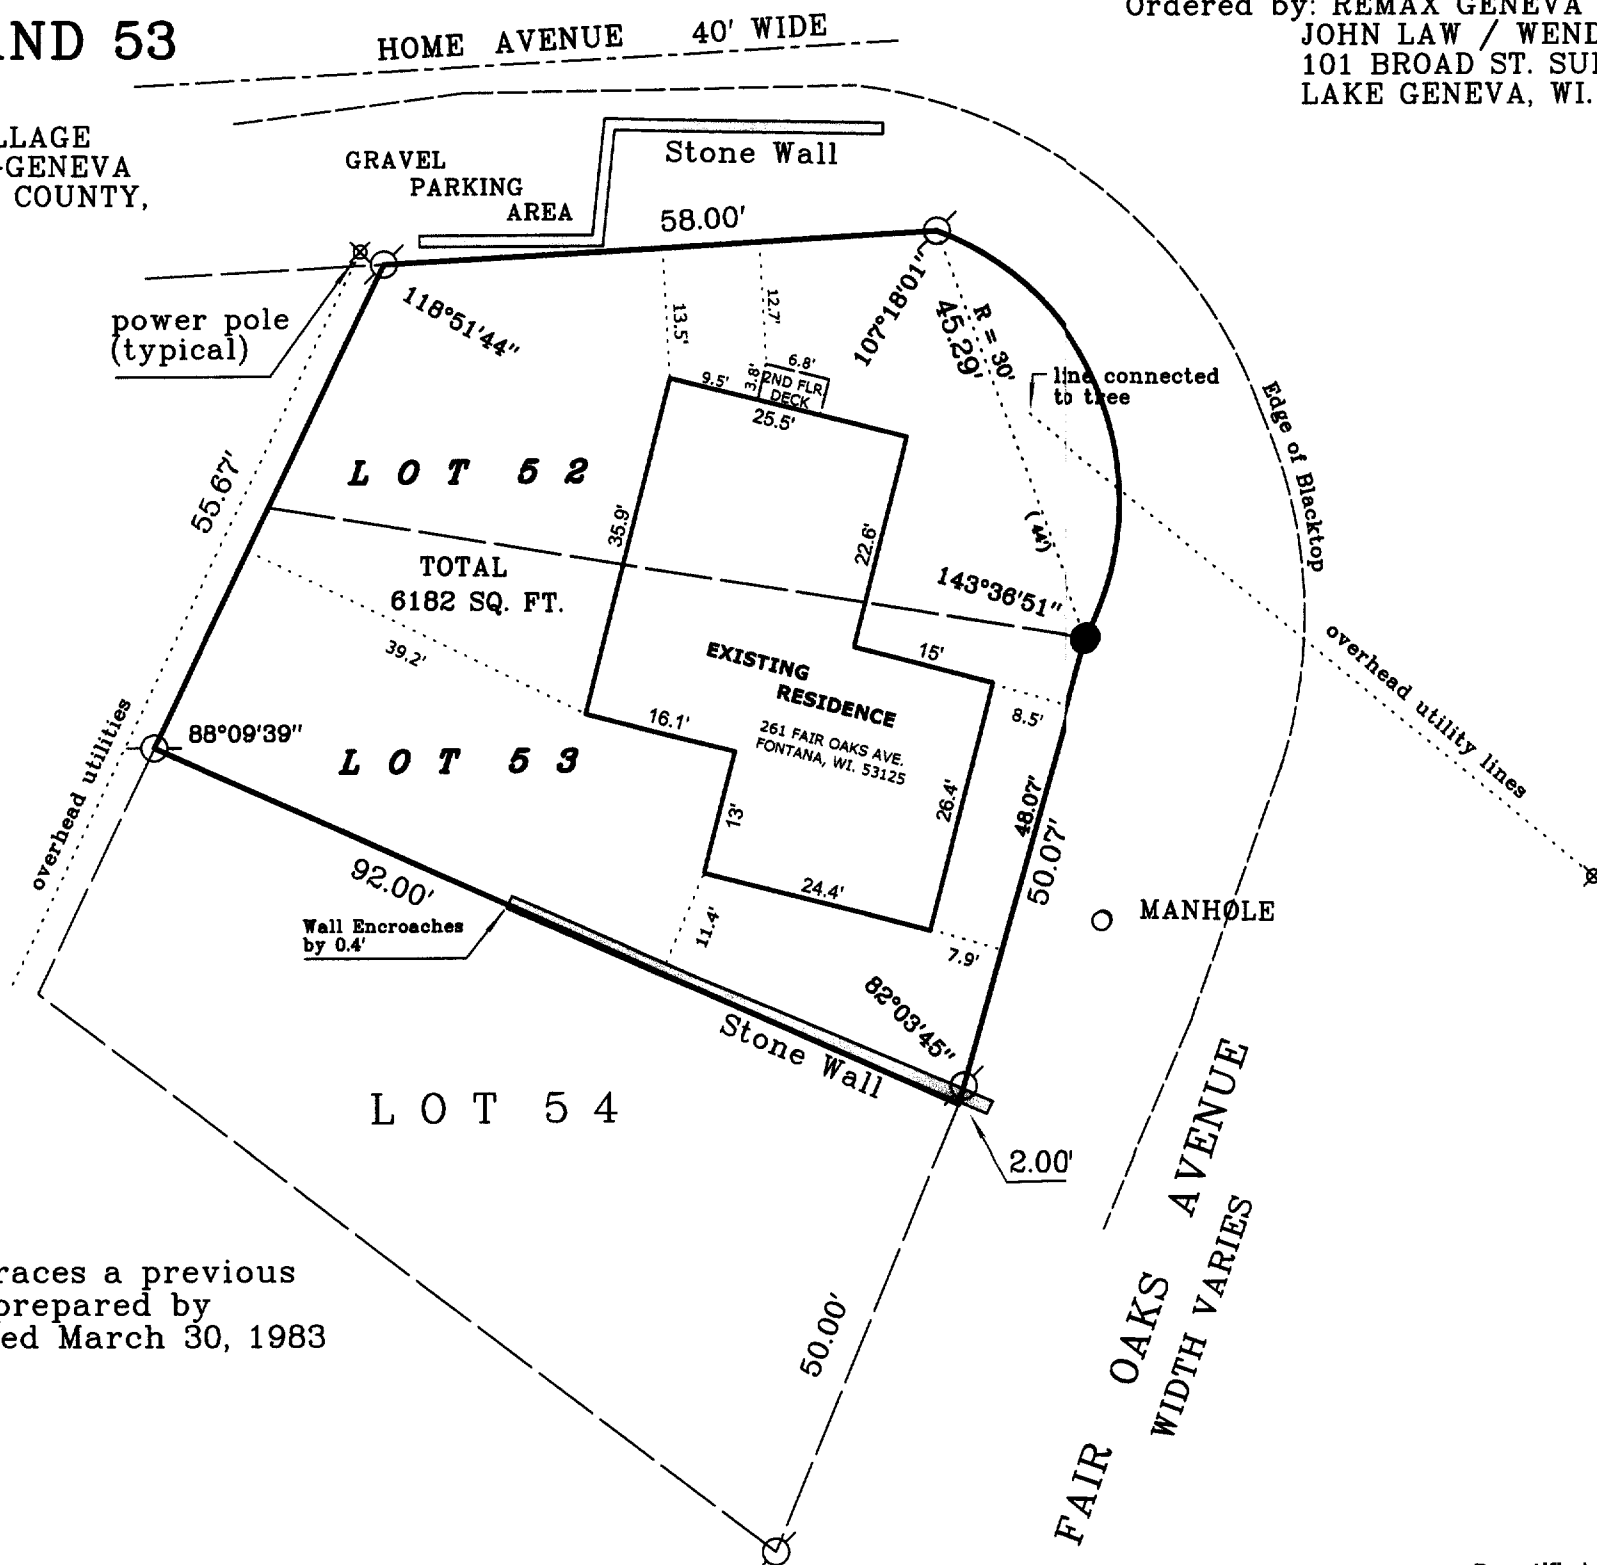 AND 53
HOME AVENUE 40' WIDE
Ordered by: REMAX GENEVA
JOHN LAW / WEND
101 BROAD ST. SUI
LAKE GENEVA, WI.
LLAGE
-GENEVA
COUNTY,
GRAVEL
PARKING
AREA
Stone Wall
58.00'
power pole
(typical)
118°51'44"
13.5'
12.7'
107°18'01"
R = 30'
45.29'
(44')
line connected
to tree
Edge of Blacktop
9.5'
3.8'
6.8'
2ND FLR.
DECK
25.5'
55.67'
LOT 52
35.9'
22.6'
TOTAL
6182 SQ. FT.
143°36'51"
39.2'
EXISTING
RESIDENCE
261 FAIR OAKS AVE.
FONTANA, WI. 53125
15'
8.5'
overhead utility lines
overhead utilities
88°09'39"
LOT 53
16.1'
13'
26.4'
48.07'
50.07'
24.4'
92.00'
Wall Encroaches
by 0.4'
11.4'
7.9'
MANHOLE
82°03'45"
Stone Wall
LOT 54
2.00'
50.00'
FAIR OAKS AVENUE
WIDTH VARIES
races a previous
prepared by
ed March 30, 1983